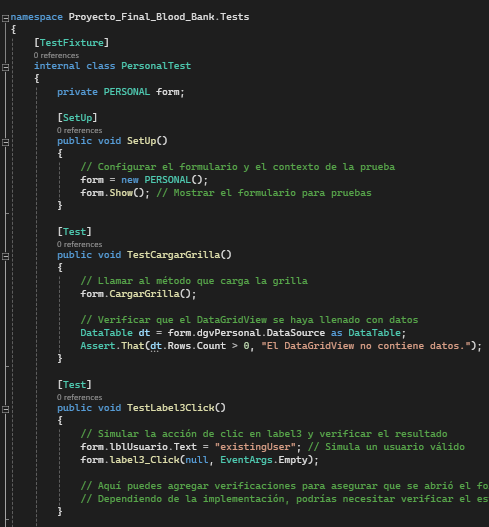 namespace Proyecto_Final_Blood_Bank.Tests
{
[TestFixture]
0 references
internal class PersonalTest
{
private PERSONAL form;
[SetUp]
0 references
public void SetUp()
{
// Configurar el formulario y el contexto de la prueba
form = new PERSONAL();
form.Show(); // Mostrar el formulario para pruebas
}
[Test]
0 references
public void TestCargarGrilla()
{
// Llamar al método que carga la grilla
form.CargarGrilla();
// Verificar que el DataGridView se haya llenado con datos
DataTable dt = form.dgvPersonal.DataSource as DataTable;
Assert.That(dt.Rows.Count > 0, "El DataGridView no contiene datos.");
}
[Test]
0 references
public void TestLabel3Click()
{
// Simular la acción de clic en label3 y verificar el resultado
form.lblUsuario.Text = "existingUser"; // Simula un usuario válido
form.label3_Click(null, EventArgs.Empty);
// Aquí puedes agregar verificaciones para asegurar que se abrió el fo
// Dependiendo de la implementación, podrías necesitar verificar el es
}